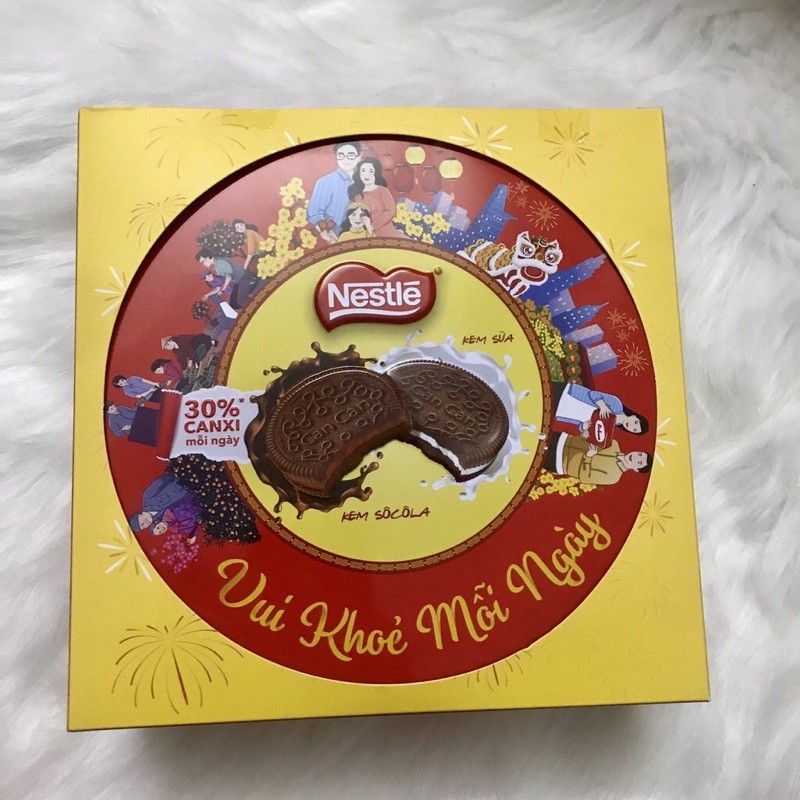 Nestlé
KEM SỮA
30%*
CANXI
mỗi ngày
KEM SÔCÔLA
Vui Khoẻ Mỗi Ngày